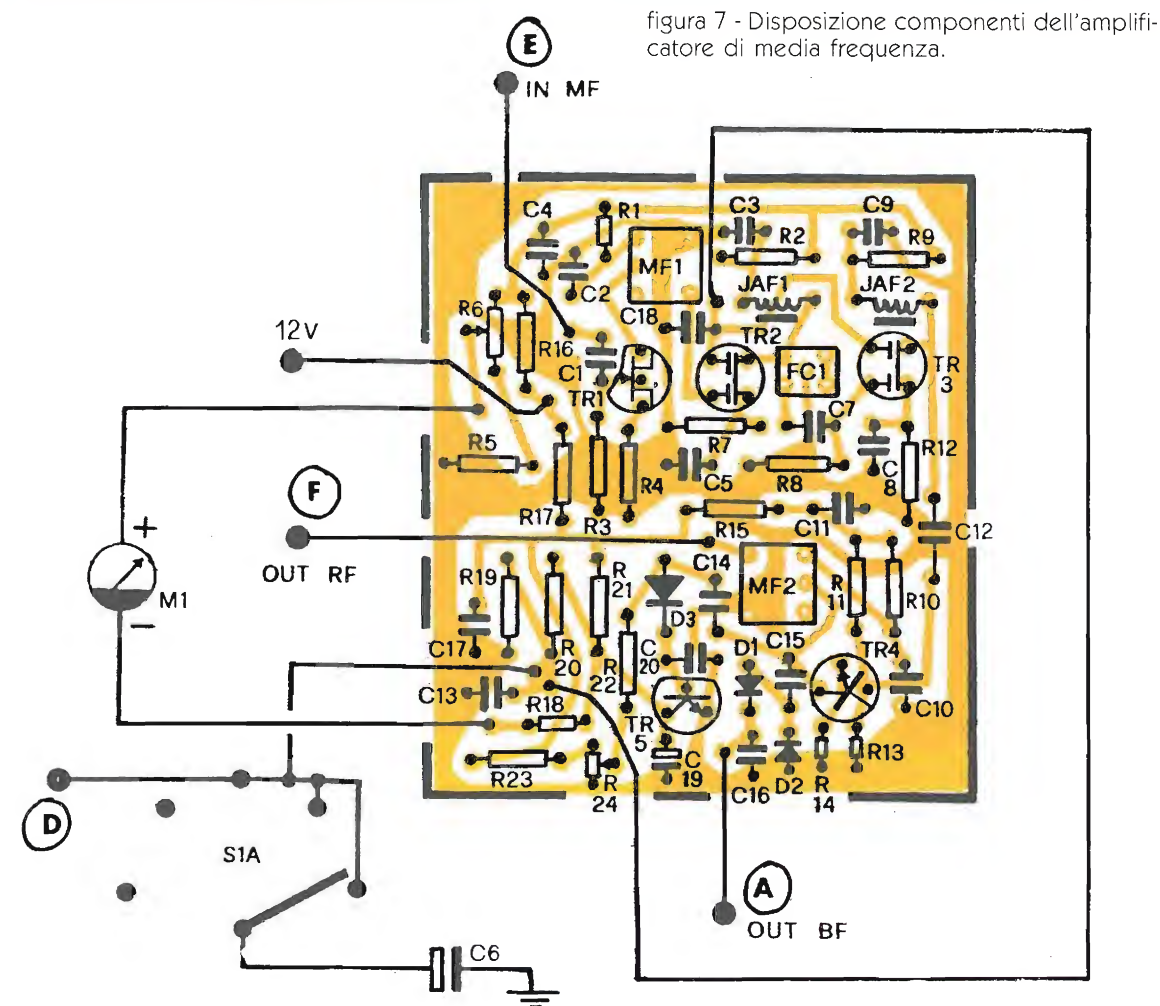 figura 7 - Disposizione componenti dell'amplifi-
catore di media frequenza.
E
IN MF
C4
R1
C3
C9
R2
R9
MF1
C2
JAF1
JAF2
R6
C18
TR2
12V
R16
C1
FC1
TR
3
TR1
C7
R7
R5
R12
C
8
R4
C5
R8
F
R17
R3
R15
C11
C12
OUT RF
C14
R19
R
21
MF2
R
11
R10
M1
+
-
D3
C17
R
20
R
22
C
20
D1
C15
TR4
C13
C10
R18
TR
5
R23
R
24
C
19
C16
D2
R
14
R13
D
S1A
A
OUT BF
C6